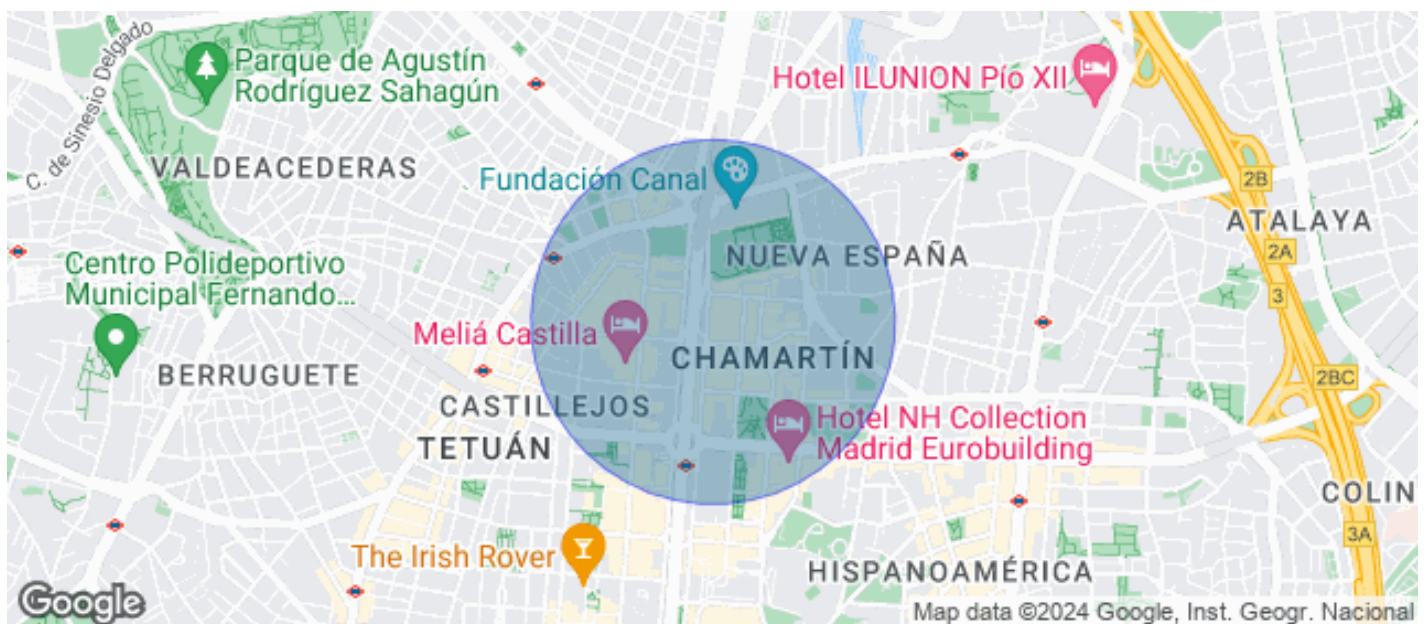 C. de Sinesio Delgado
Parque de Agustín
Rodríguez Sahagún
Hotel ILUNION Pío XII
VALDEACEDERAS
Fundación Canal
2B
ATALAYA
NUEVA ESPAÑA
2A
Centro Polideportivo
Municipal Fernando...
3
Meliá Castilla
CHAMARTÍN
BERRUGUETE
2BC
CASTILLEJOS
Hotel NH Collection
Madrid Eurobuilding
TETUÁN
COLIN
3A
The Irish Rover
HISPANOAMÉRICA
Google
Map data ©2024 Google, Inst. Geogr. Nacional